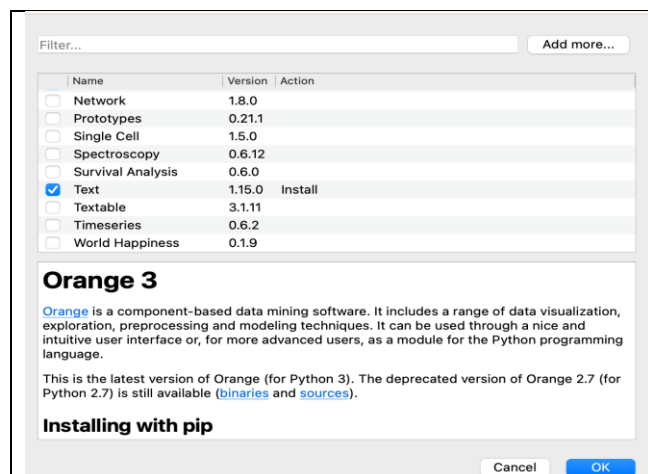 Filter...
Add more...
Name Version Action
Network 1.8.0
Prototypes 0.21.1
Single Cell 1.5.0
Spectroscopy 0.6.12
Survival Analysis 0.6.0
Text 1.15.0 Install
Textable 3.1.11
Timeseries 0.6.2
World Happiness 0.1.9
Orange 3
Orange is a component-based data mining software. It includes a range of data visualization,
exploration, preprocessing and modeling techniques. It can be used through a nice and
intuitive user interface or, for more advanced users, as a module for the Python programming
language.
This is the latest version of Orange (for Python 3). The deprecated version of Orange 2.7 (for
Python 2.7) is still available (binaries and sources).
Installing with pip
Cancel
OK